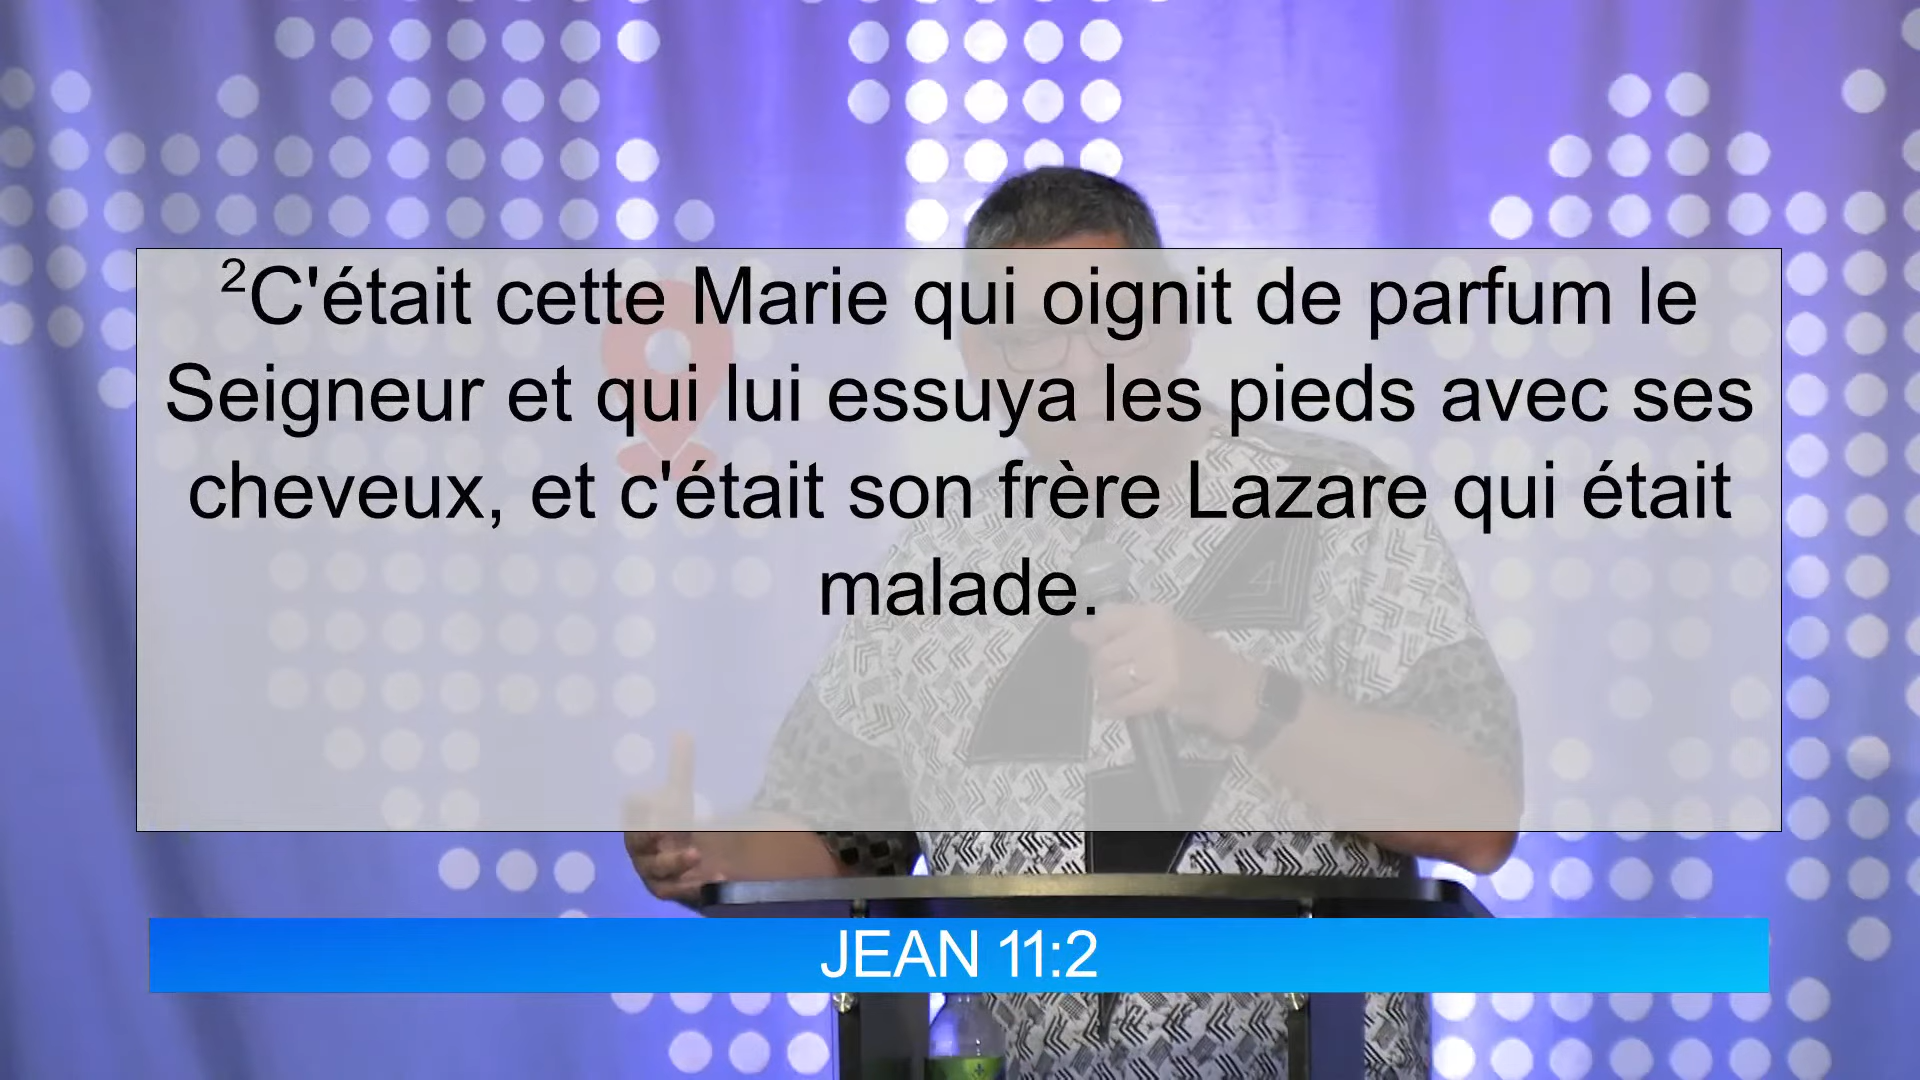 ²C'était cette Marie qui oignit de parfum le
Seigneur et qui lui essuya les pieds avec ses
cheveux, et c'était son frère Lazare qui était
malade.
JEAN 11:2